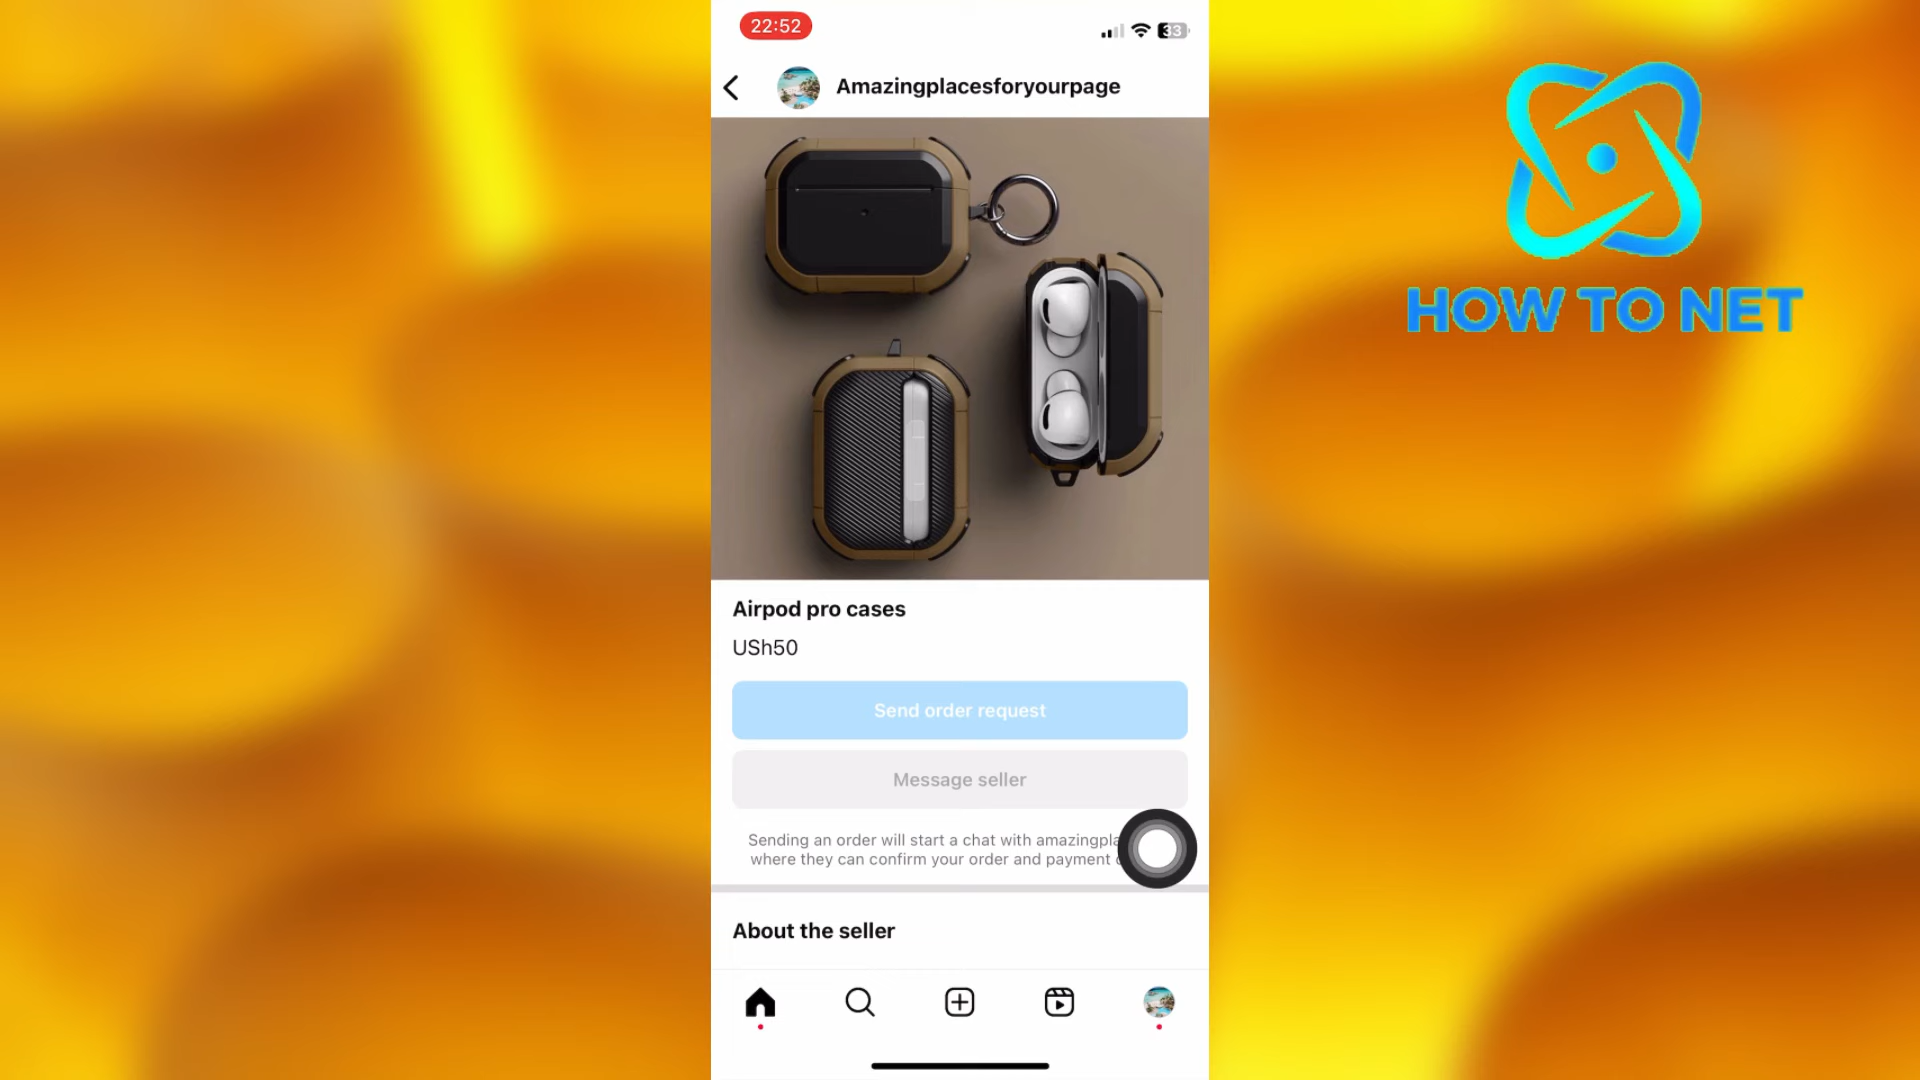 22:52
33
Amazingplacesforyourpage
HOW TO NET
Airpod pro cases
USh50
Send order request
Message seller
Sending an order will start a chat with amazingpla
where they can confirm your order and payment
About the seller